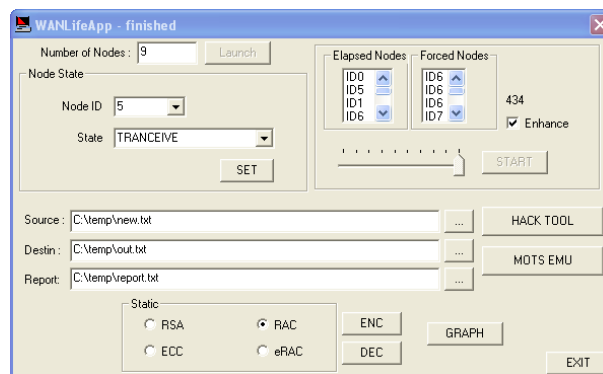 WANLifeApp - finished
Number of Nodes : 9 Launch
Node State
Node ID 5
State TRANCEIVE
SET
Elapsed Nodes
ID0
ID5
ID1
ID6
Forced Nodes
ID6
ID6
ID6
ID7
434
Enhance
START
Source : C:\temp\new.txt ... HACK TOOL
Destin : C:\temp\out.txt ... MOTS EMU
Report: C:\temp\report.txt ...
Static
RSA RAC
ECC eRAC
ENC
DEC
GRAPH
EXIT